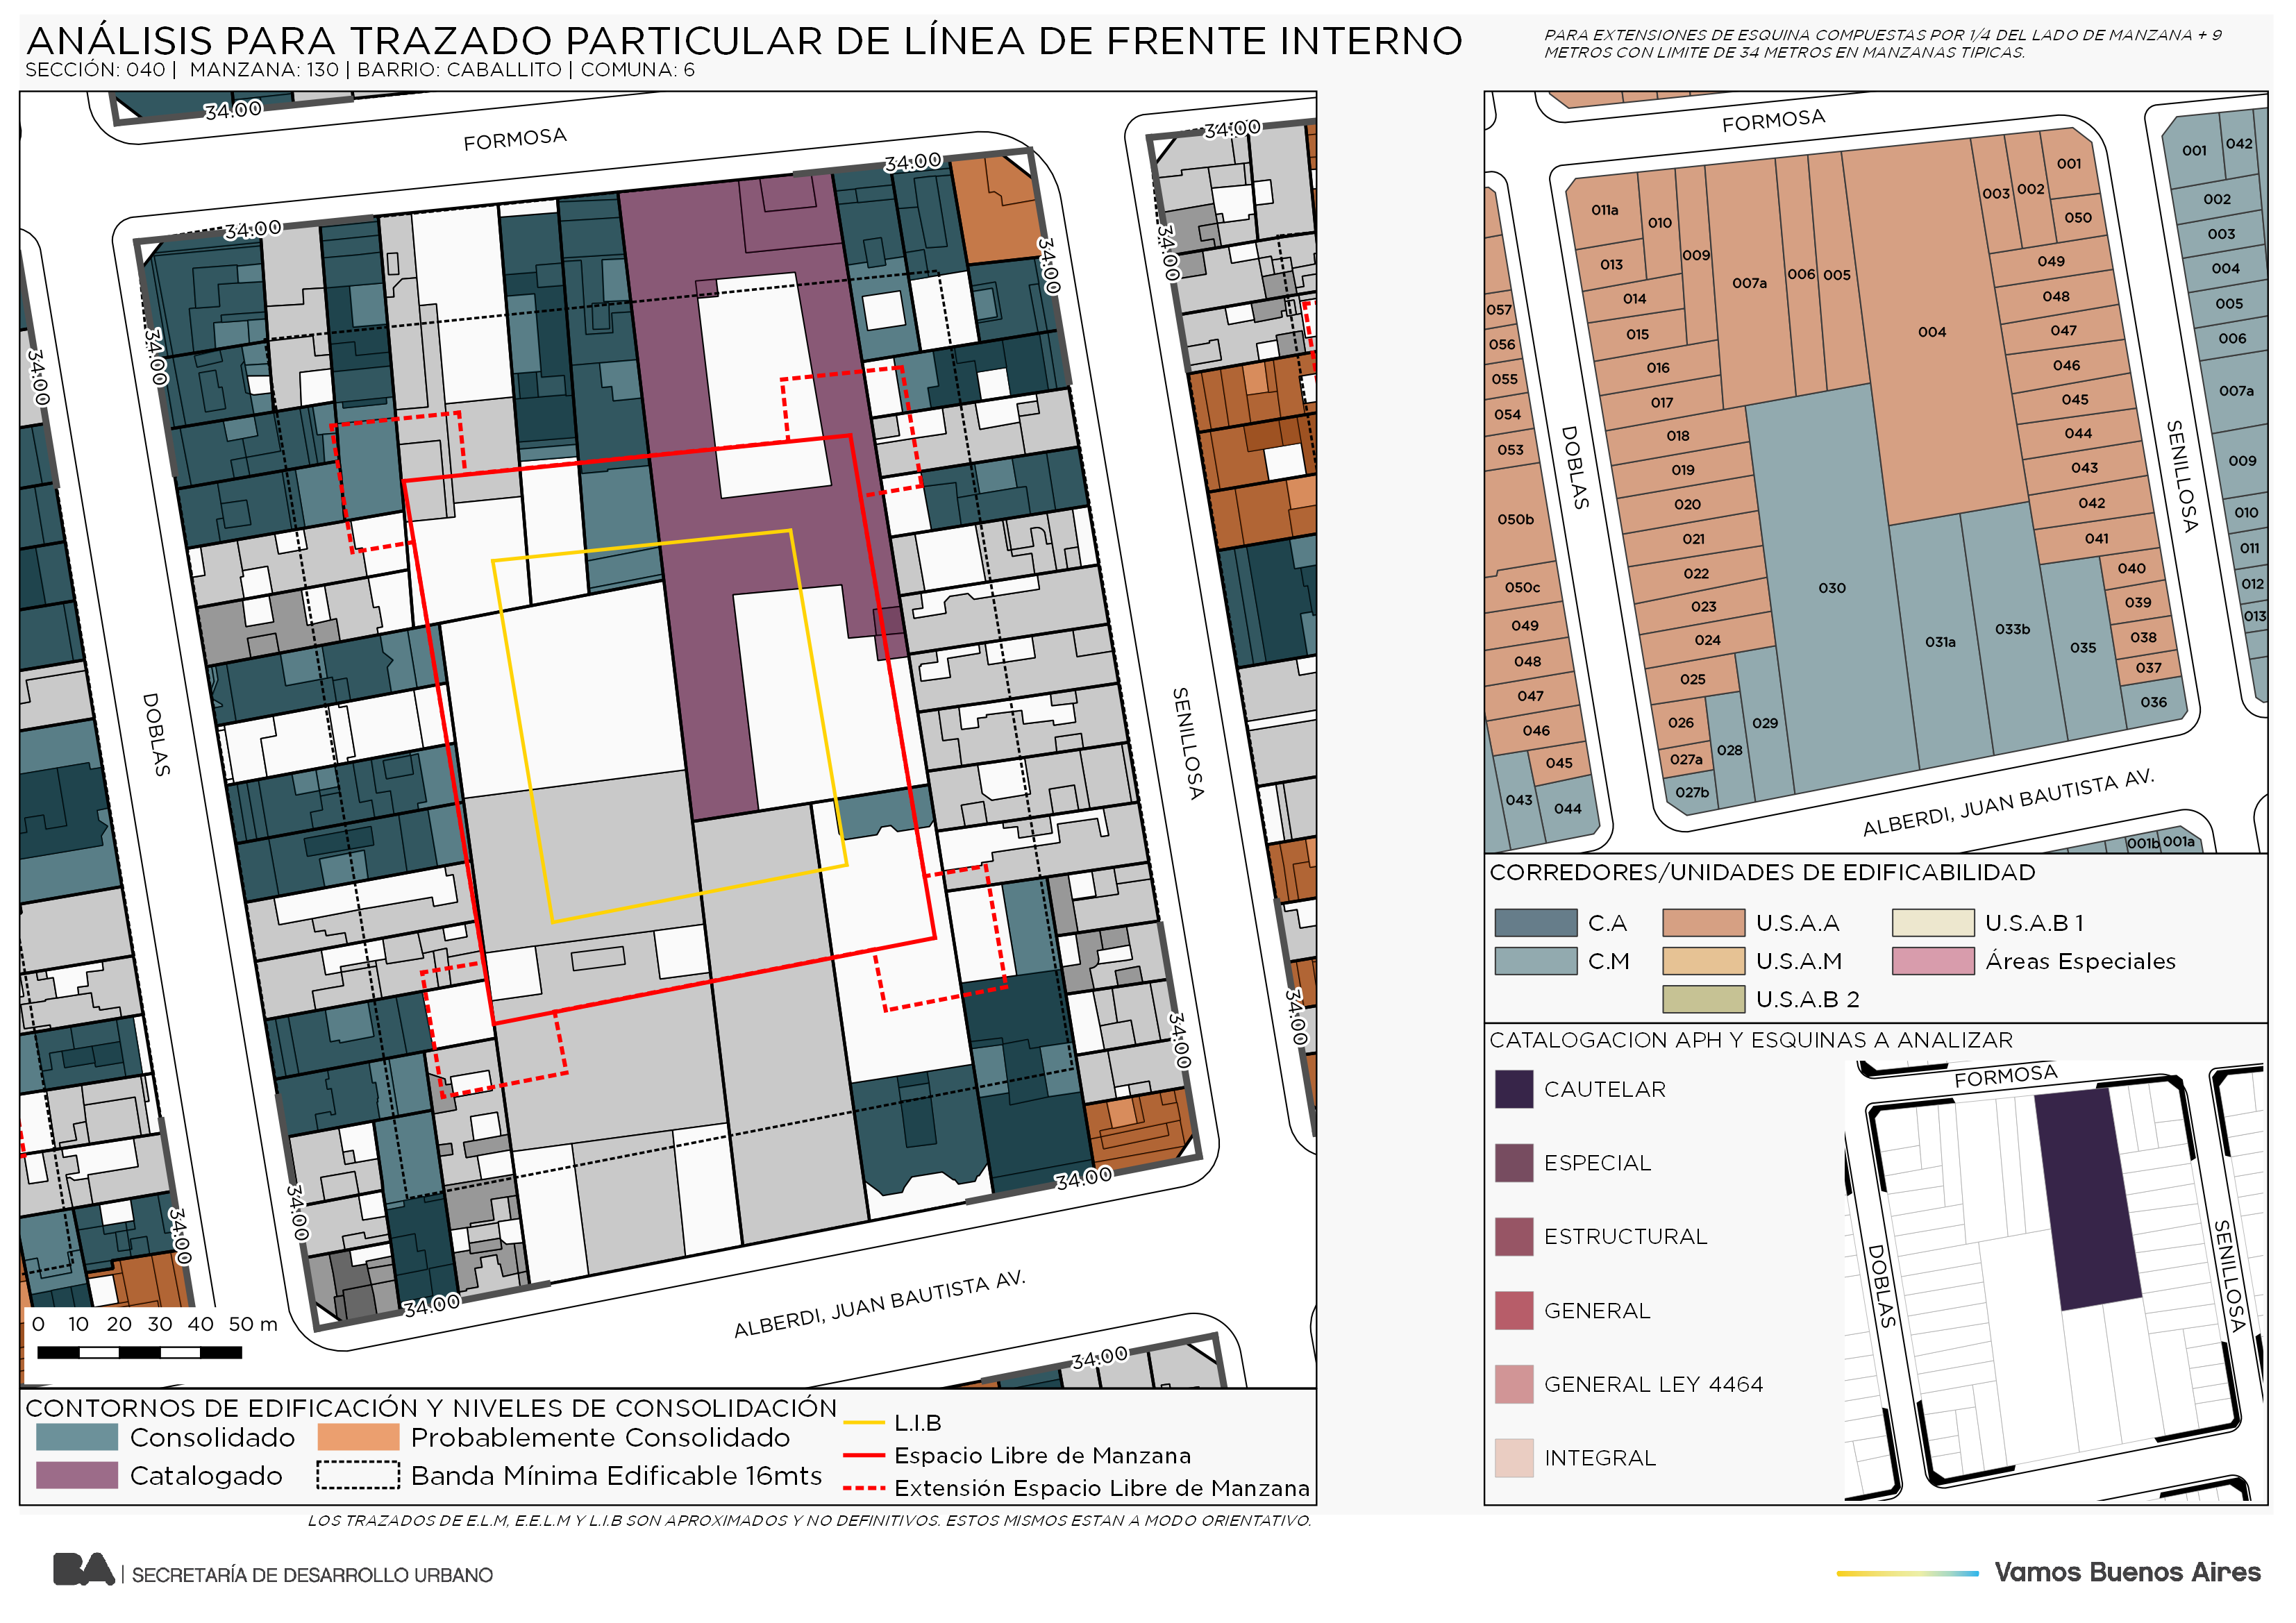 ANÁLISIS PARA TRAZADO PARTICULAR DE LÍNEA DE FRENTE INTERNO
SECCIÓN: 040 | MANZANA: 130 | BARRIO: CABALLITO | COMUNA: 6
PARA EXTENSIONES DE ESQUINA COMPUESTAS POR 1/4 DEL LADO DE MANZANA + 9
METROS CON LIMITE DE 34 METROS EN MANZANAS TIPICAS.
34.00
FORMOSA
34.00
34.00
34.00
34.00
34.00
34.00
34.00
34.00
DOBLAS
SENILLOSA
34.00
34.00
34.00
34.00
34.00
34.00
34.00
ALBERDI, JUAN BAUTISTA AV.
0 10 20 30 40 50 m
CONTORNOS DE EDIFICACIÓN Y NIVELES DE CONSOLIDACIÓN
Consolidado
Probablemente Consolidado
Catalogado
Banda Mínima Edificable 16mts
L.I.B
Espacio Libre de Manzana
Extensión Espacio Libre de Manzana
LOS TRAZADOS DE E.L.M, E.E.L.M Y L.I.B SON APROXIMADOS Y NO DEFINITIVOS. ESTOS MISMOS ESTAN A MODO ORIENTATIVO.
FORMOSA
DOBLAS
SENILLOSA
ALBERDI, JUAN BAUTISTA AV.
011a
010
009
007a
006
005
004
003
002
001
050
013
014
015
016
017
018
019
020
021
022
023
024
025
026
027a
027b
028
029
030
031a
033b
035
036
037
038
039
040
041
042
043
044
045
046
047
048
049
057
056
055
054
053
050b
050c
049
048
047
046
045
044
043
001
042
002
003
004
005
006
007a
009
010
011
012
013
001b
001a
CORREDORES/UNIDADES DE EDIFICABILIDAD
C.A
U.S.A.A
U.S.A.B 1
C.M
U.S.A.M
Áreas Especiales
U.S.A.B 2
CATALOGACION APH Y ESQUINAS A ANALIZAR
CAUTELAR
ESPECIAL
ESTRUCTURAL
GENERAL
GENERAL LEY 4464
INTEGRAL
FORMOSA
DOBLAS
SENILLOSA
BA | SECRETARÍA DE DESARROLLO URBANO
Vamos Buenos Aires